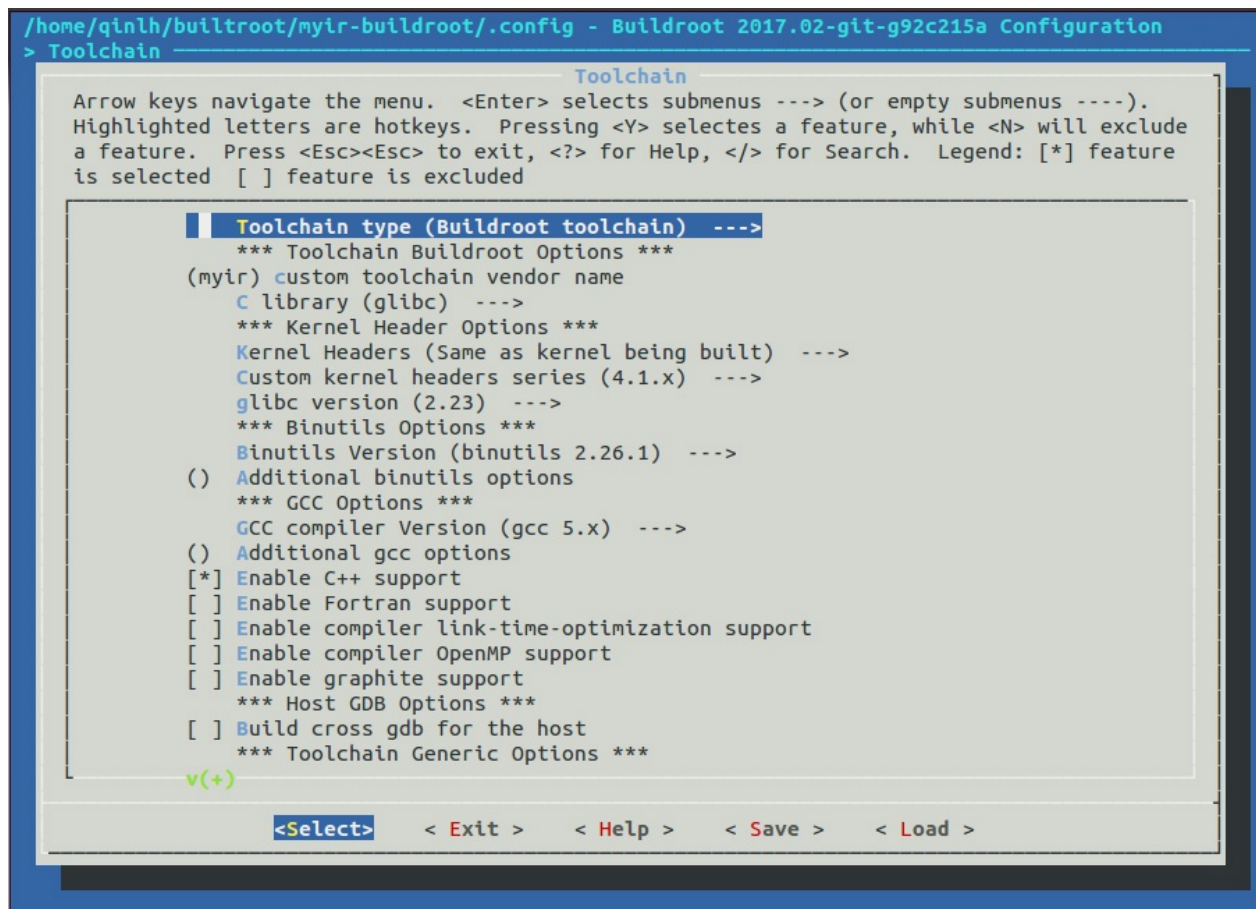 /home/qinlh/builtroot/myir-buildroot/.config - Buildroot 2017.02-git-g92c215a Configuration
> Toolchain
Toolchain
Arrow keys navigate the menu.  <Enter> selects submenus ---> (or empty submenus ----).
Highlighted letters are hotkeys.  Pressing <Y> selectes a feature, while <N> will exclude
a feature.  Press <Esc><Esc> to exit, <?> for Help, </> for Search.  Legend: [*] feature
is selected  [ ] feature is excluded
Toolchain type (Buildroot toolchain)  --->
*** Toolchain Buildroot Options ***
(myir) custom toolchain vendor name
C library (glibc)  --->
*** Kernel Header Options ***
Kernel Headers (Same as kernel being built)  --->
Custom kernel headers series (4.1.x)  --->
glibc version (2.23)  --->
*** Binutils Options ***
Binutils Version (binutils 2.26.1)  --->
()  Additional binutils options
*** GCC Options ***
GCC compiler Version (gcc 5.x)  --->
()  Additional gcc options
[*] Enable C++ support
[ ] Enable Fortran support
[ ] Enable compiler link-time-optimization support
[ ] Enable compiler OpenMP support
[ ] Enable graphite support
*** Host GDB Options ***
[ ] Build cross gdb for the host
*** Toolchain Generic Options ***
v(+)
<Select>    < Exit >    < Help >    < Save >    < Load >